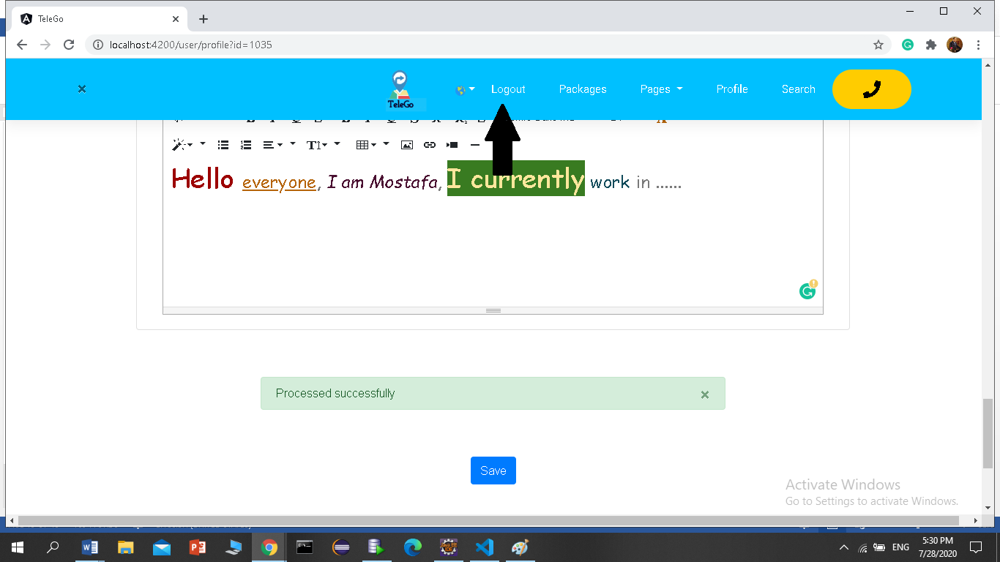 TeleGo
localhost:4200/user/profile?id=1035
TeleGo
Logout
Packages
Pages
Profile
Search
Hello everyone, I am Mostafa, I currently work in ......
Processed successfully
Save
Activate Windows
Go to Settings to activate Windows.
ENG
5:30 PM
7/28/2020